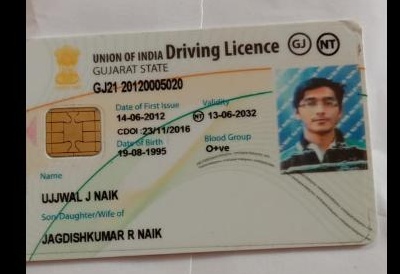 UNION OF INDIA Driving Licence GJ NT
GUJARAT STATE
GJ21 20120005020
Date of First Issue Validity
14-06-2012 NT 13-06-2032
CDOI :23/11/2016
Date of Birth Blood Group
19-08-1995 O+ve
Name
UJJWAL J NAIK
Son/Daughter/Wife of
JAGDISHKUMAR R NAIK